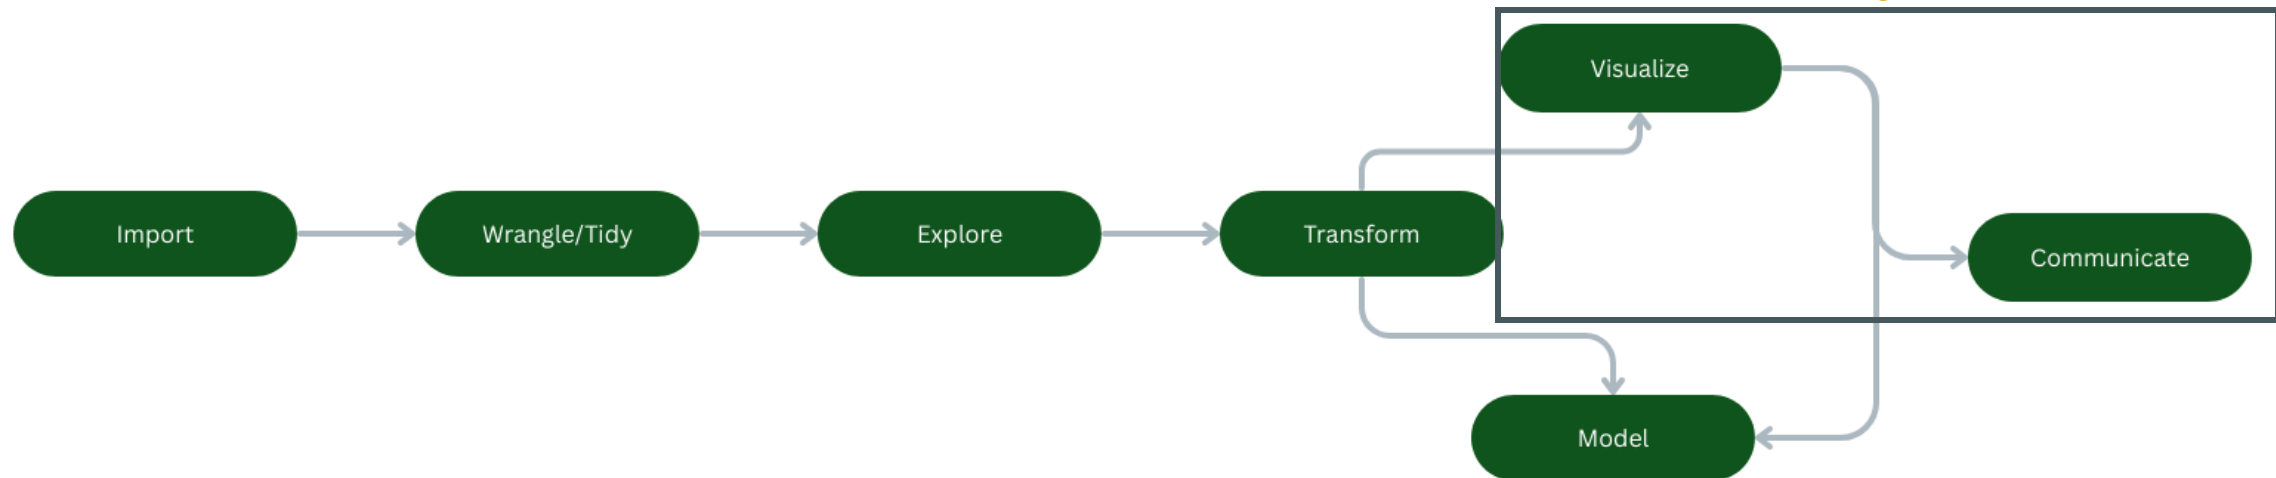 Visualize
Import
Wrangle/Tidy
Explore
Transform
Communicate
Model